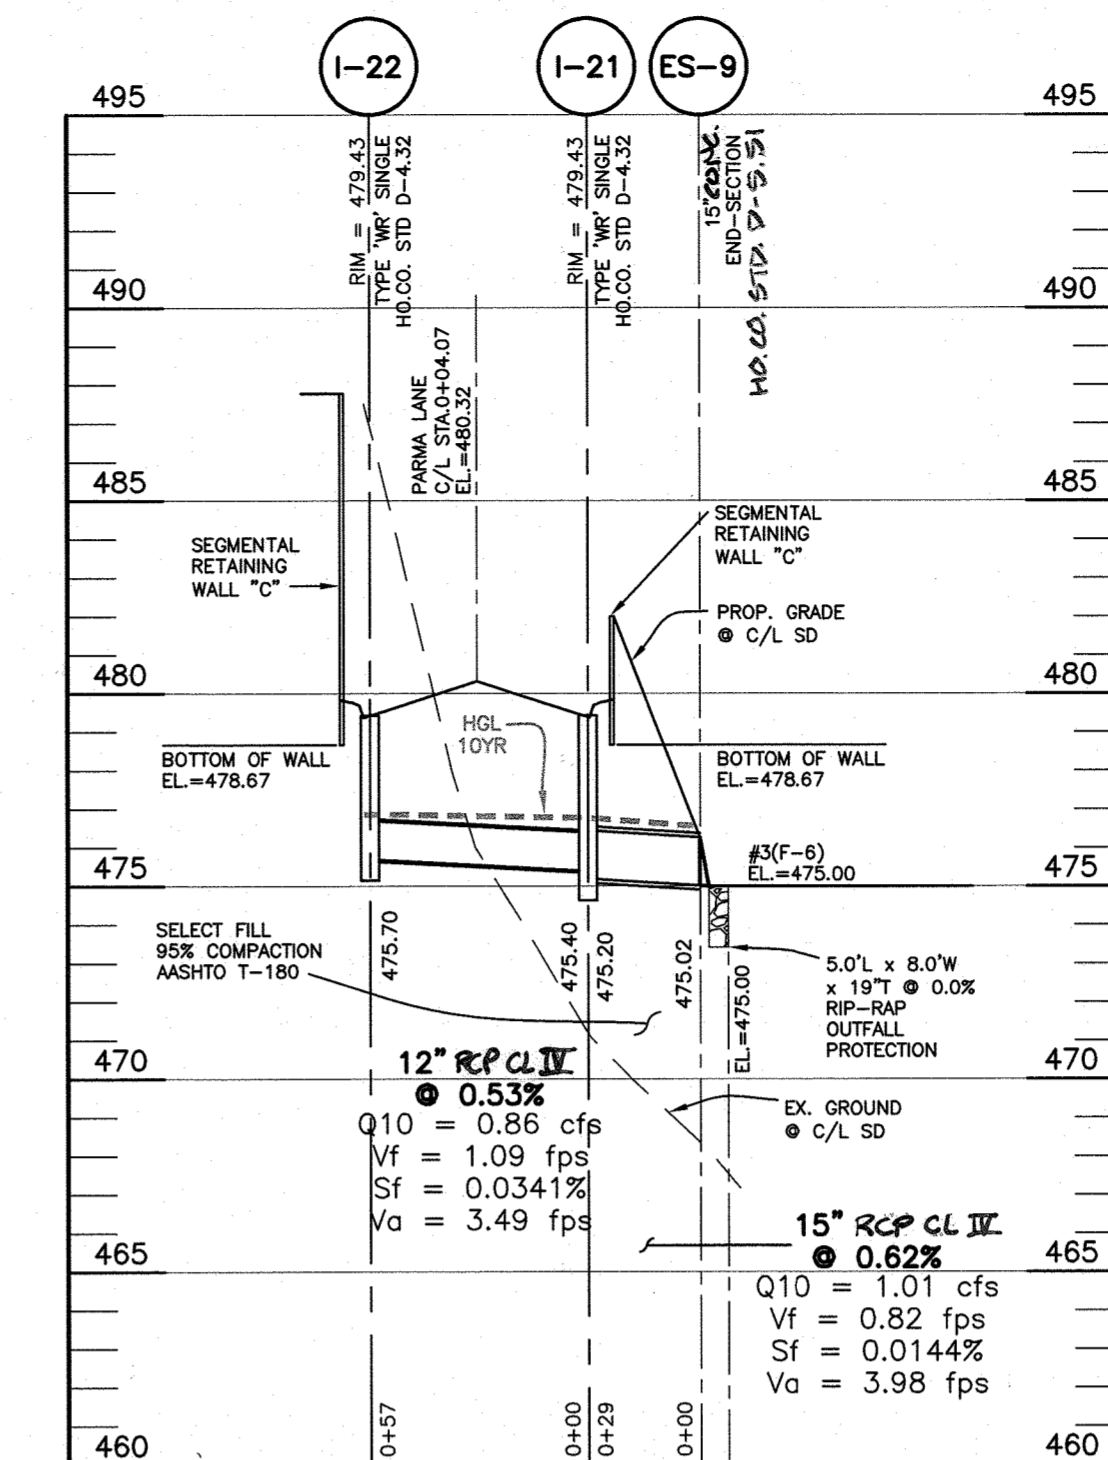 I-22
I-21
ES-9
495
495
RIM = 479.43
TYPE 'WR' SINGLE
HO.CO. STD D-4.32
RIM = 479.43
TYPE 'WR' SINGLE
HO.CO. STD D-4.32
15" CONC.
END-SECTION
HO.CO. STD. D-5.51
490
490
PARMA LANE
C/L STA.0+04.07
EL.=480.32
485
485
SEGMENTAL
RETAINING
WALL "C"
SEGMENTAL
RETAINING
WALL "C"
PROP. GRADE
@ C/L SD
480
480
HGL
10YR
BOTTOM OF WALL
EL.=478.67
BOTTOM OF WALL
EL.=478.67
475
475
#3(F-6)
EL.=475.00
SELECT FILL
95% COMPACTION
AASHTO T-180
475.70
475.40
475.20
475.02
EL.=475.00
5.0'L x 8.0'W
x 19"T @ 0.0%
RIP-RAP
OUTFALL
PROTECTION
470
470
12" RCP CL IV
@ 0.53%
Q10 = 0.86 cfs
Vf = 1.09 fps
Sf = 0.0341%
Va = 3.49 fps
EX. GROUND
@ C/L SD
465
465
15" RCP CL IV
@ 0.62%
Q10 = 1.01 cfs
Vf = 0.82 fps
Sf = 0.0144%
Va = 3.98 fps
460
460
0+57
0+00
0+29
0+00